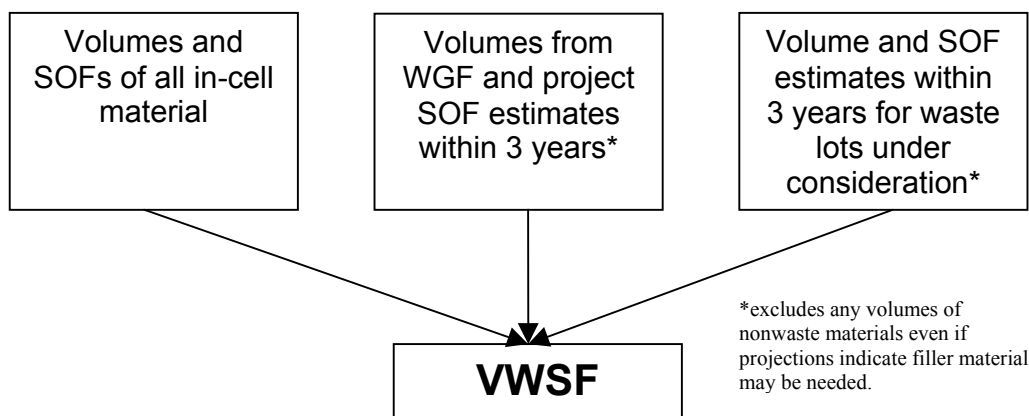 Volumes and
SOFs of all in-cell
material
Volumes from
WGF and project
SOF estimates
within 3 years*
Volume and SOF
estimates within
3 years for waste
lots under
consideration*
*excludes any volumes of
nonwaste materials even if
projections indicate filler material
may be needed.
VWSF